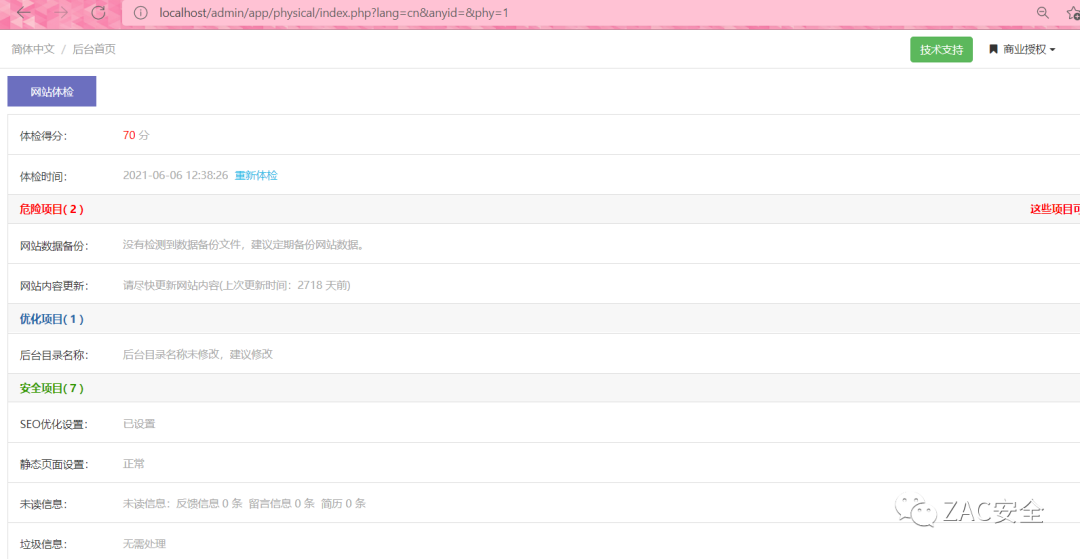 localhost/admin/app/physical/index.php?lang=cn&anyid=&phy=1
简体中文 / 后台首页 技术支持 商业授权
网站体检
体检得分: 70 分
体检时间: 2021-06-06 12:38:26 重新体检
危险项目( 2 ) 这些项目可
网站数据备份: 没有检测到数据备份文件，建议定期备份网站数据。
网站内容更新: 请尽快更新网站内容(上次更新时间：2718 天前)
优化项目( 1 )
后台目录名称: 后台目录名称未修改，建议修改
安全项目( 7 )
SEO优化设置: 已设置
静态页面设置: 正常
未读信息: 未读信息：反馈信息 0 条 留言信息 0 条 简历 0 条
垃圾信息: 无需处理
ZAC安全